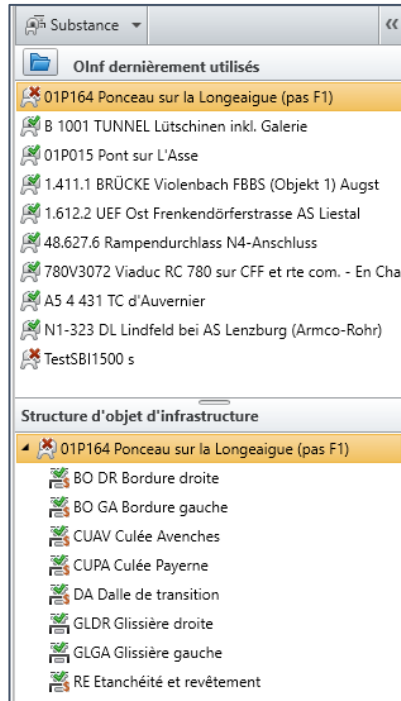 Substance
OInf dernièrement utilisés
01P164 Ponceau sur la Longeaigue (pas F1)
B 1001 TUNNEL Lütschinen inkl. Galerie
01P015 Pont sur L'Asse
1.411.1 BRÜCKE Violenbach FBBS (Objekt 1) Augst
1.612.2 UEF Ost Frenkendörferstrasse AS Liestal
48.627.6 Rampendurchlass N4-Anschluss
780V3072 Viaduc RC 780 sur CFF et rte com. - En Cha
A5 4 431 TC d'Auvernier
N1-323 DL Lindfeld bei AS Lenzburg (Armco-Rohr)
TestSBI1500 s
Structure d'objet d'infrastructure
01P164 Ponceau sur la Longeaigue (pas F1)
BO DR Bordure droite
BO GA Bordure gauche
CUAV Culée Avenches
CUPA Culée Payerne
DA Dalle de transition
GLDR Glissière droite
GLGA Glissière gauche
RE Etanchéité et revêtement